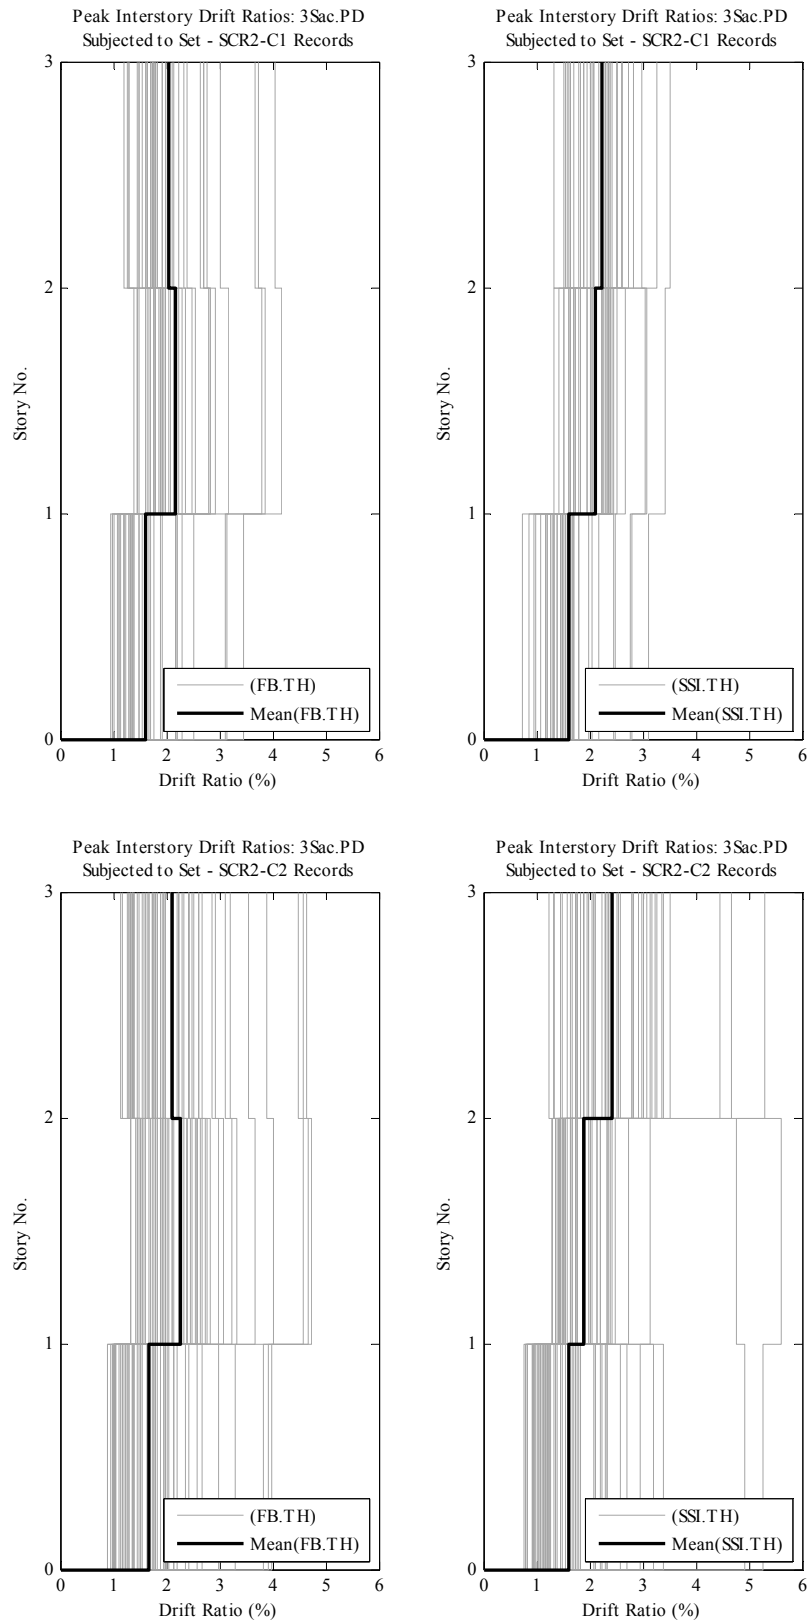 Peak Interstory Drift Ratios: 3Sac.PD
Subjected to Set - SCR2-C1 Records
3
2
1
0
Story No.
(FB.TH)
Mean(FB.TH)
0 1 2 3 4 5 6
Drift Ratio (%)
Peak Interstory Drift Ratios: 3Sac.PD
Subjected to Set - SCR2-C1 Records
3
2
1
0
Story No.
(SSI.TH)
Mean(SSI.TH)
0 1 2 3 4 5 6
Drift Ratio (%)
Peak Interstory Drift Ratios: 3Sac.PD
Subjected to Set - SCR2-C2 Records
3
2
1
0
Story No.
(FB.TH)
Mean(FB.TH)
0 1 2 3 4 5 6
Drift Ratio (%)
Peak Interstory Drift Ratios: 3Sac.PD
Subjected to Set - SCR2-C2 Records
3
2
1
0
Story No.
(SSI.TH)
Mean(SSI.TH)
0 1 2 3 4 5 6
Drift Ratio (%)